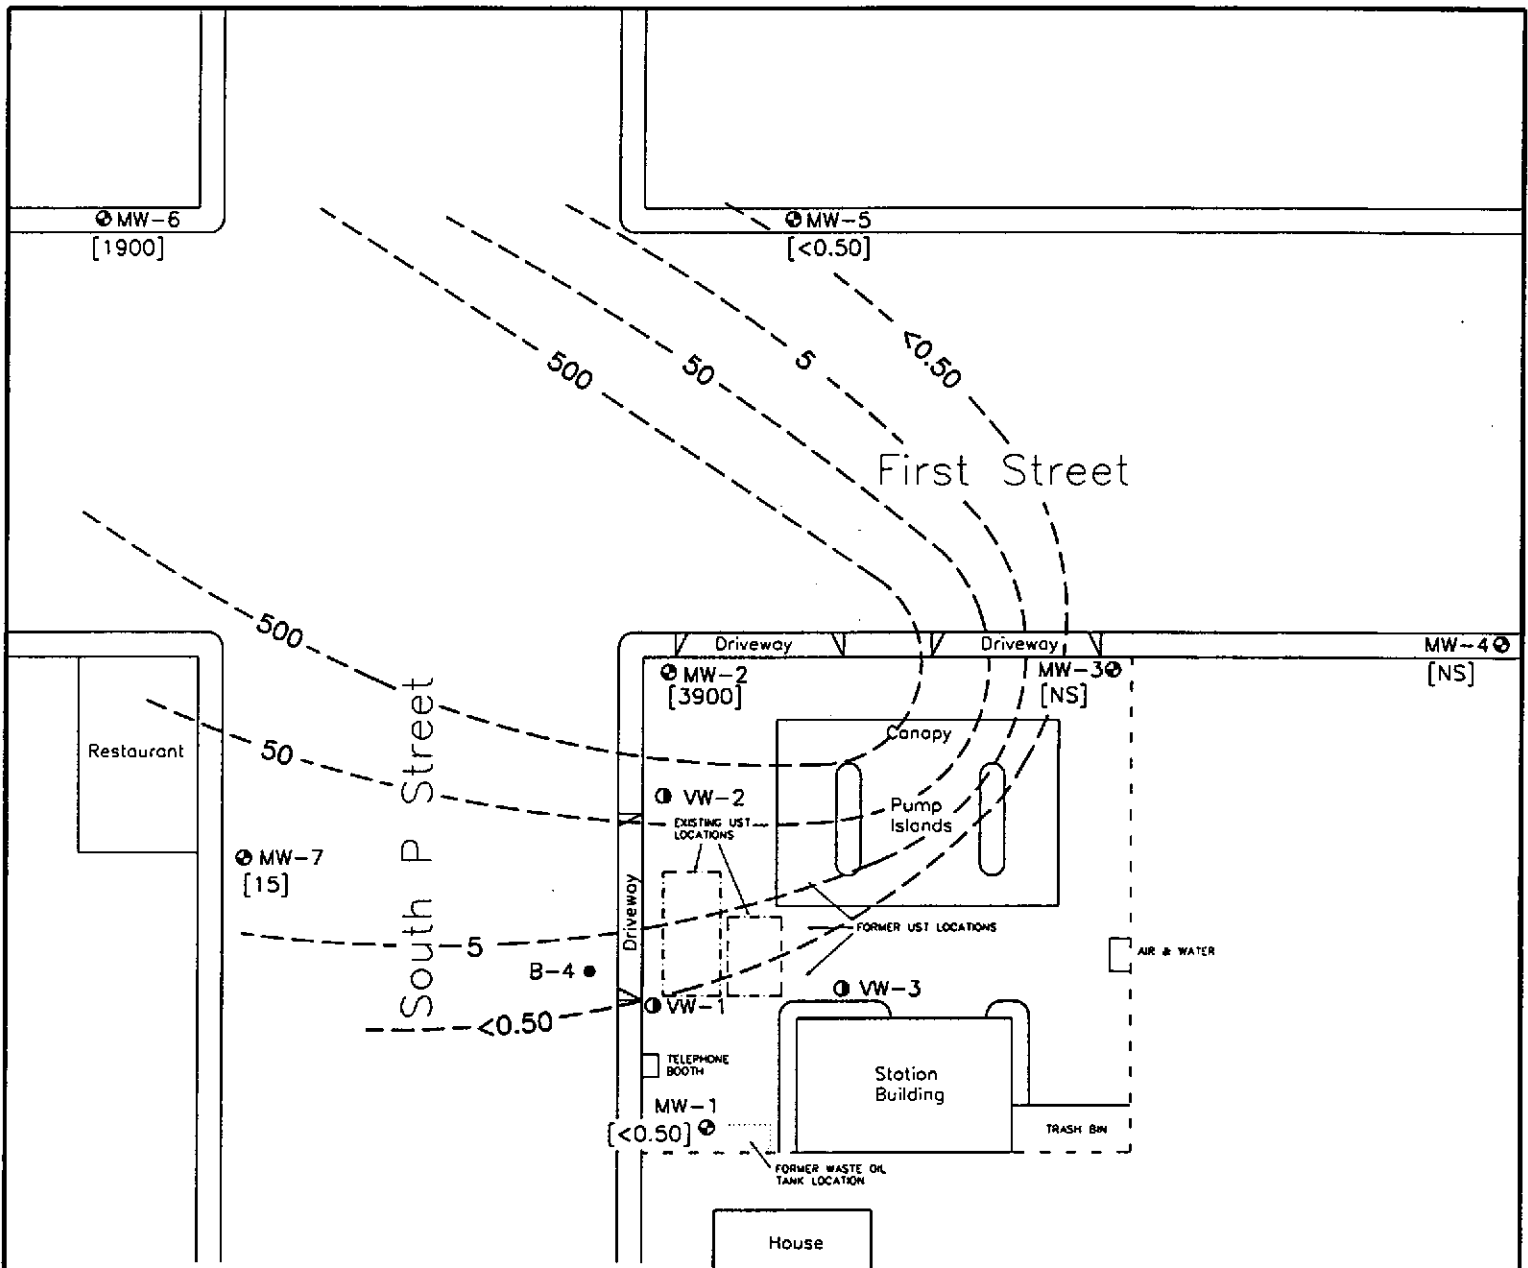 MW-6
[1900]
MW-5
[<0.50]
500
50
5
<0.50
First Street
500
Driveway
Driveway
MW-4
[NS]
MW-2
[3900]
MW-3
[NS]
Restaurant
50
South P Street
Canopy
VW-2
EXISTING UST
LOCATIONS
Pump
Islands
MW-7
[15]
Driveway
5
FORMER UST LOCATIONS
AIR & WATER
B-4
VW-3
VW-1
<0.50
TELEPHONE
BOOTH
Station
Building
MW-1
[<0.50]
TRASH BIN
FORMER WASTE OIL
TANK LOCATION
House